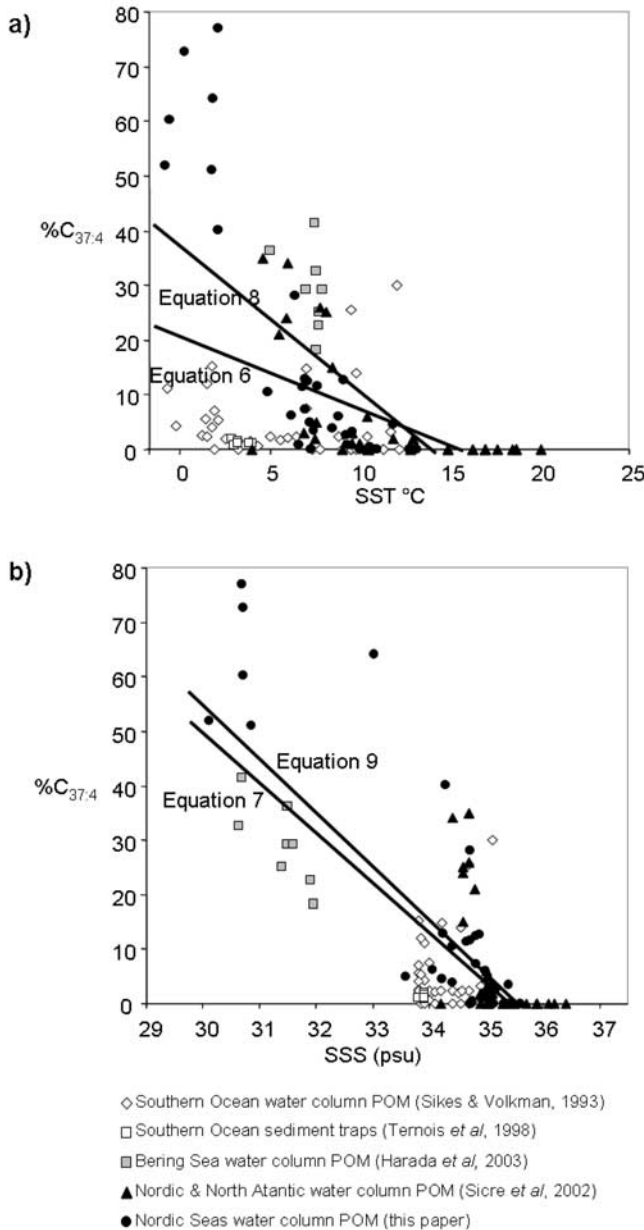 a)
80
70
60
50
%C37:4
40
30
Equation 8
20
Equation 6
10
0
0 5 10 15 20 25
SST °C
b)
80
70
60
50
Equation 9
%C37:4
40
Equation 7
30
20
10
0
29 30 31 32 33 34 35 36 37
SSS (psu)
Southern Ocean water column POM (Sikes & Volkman, 1993)
Southern Ocean sediment traps (Ternois et al, 1998)
Bering Sea water column POM (Harada et al, 2003)
Nordic & North Atantic water column POM (Sicre et al, 2002)
Nordic Seas water column POM (this paper)